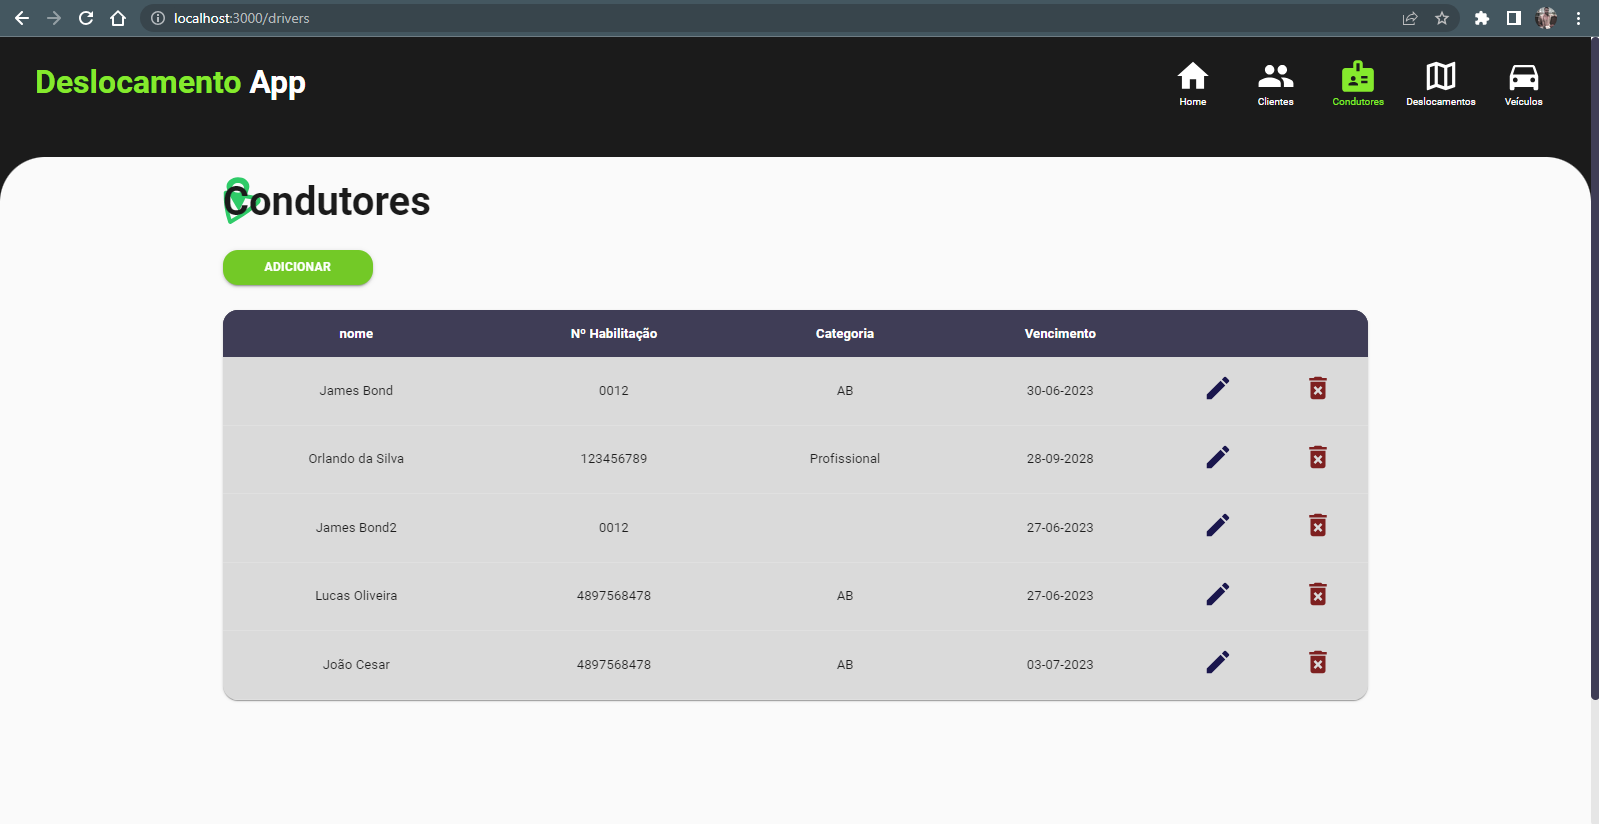 localhost:3000/drivers
Deslocamento App
Home Clientes Condutores Deslocamentos Veículos
Condutores
ADICIONAR
nome Nº Habilitação Categoria Vencimento
James Bond 0012 AB 30-06-2023
Orlando da Silva 123456789 Profissional 28-09-2028
James Bond2 0012 27-06-2023
Lucas Oliveira 4897568478 AB 27-06-2023
João Cesar 4897568478 AB 03-07-2023